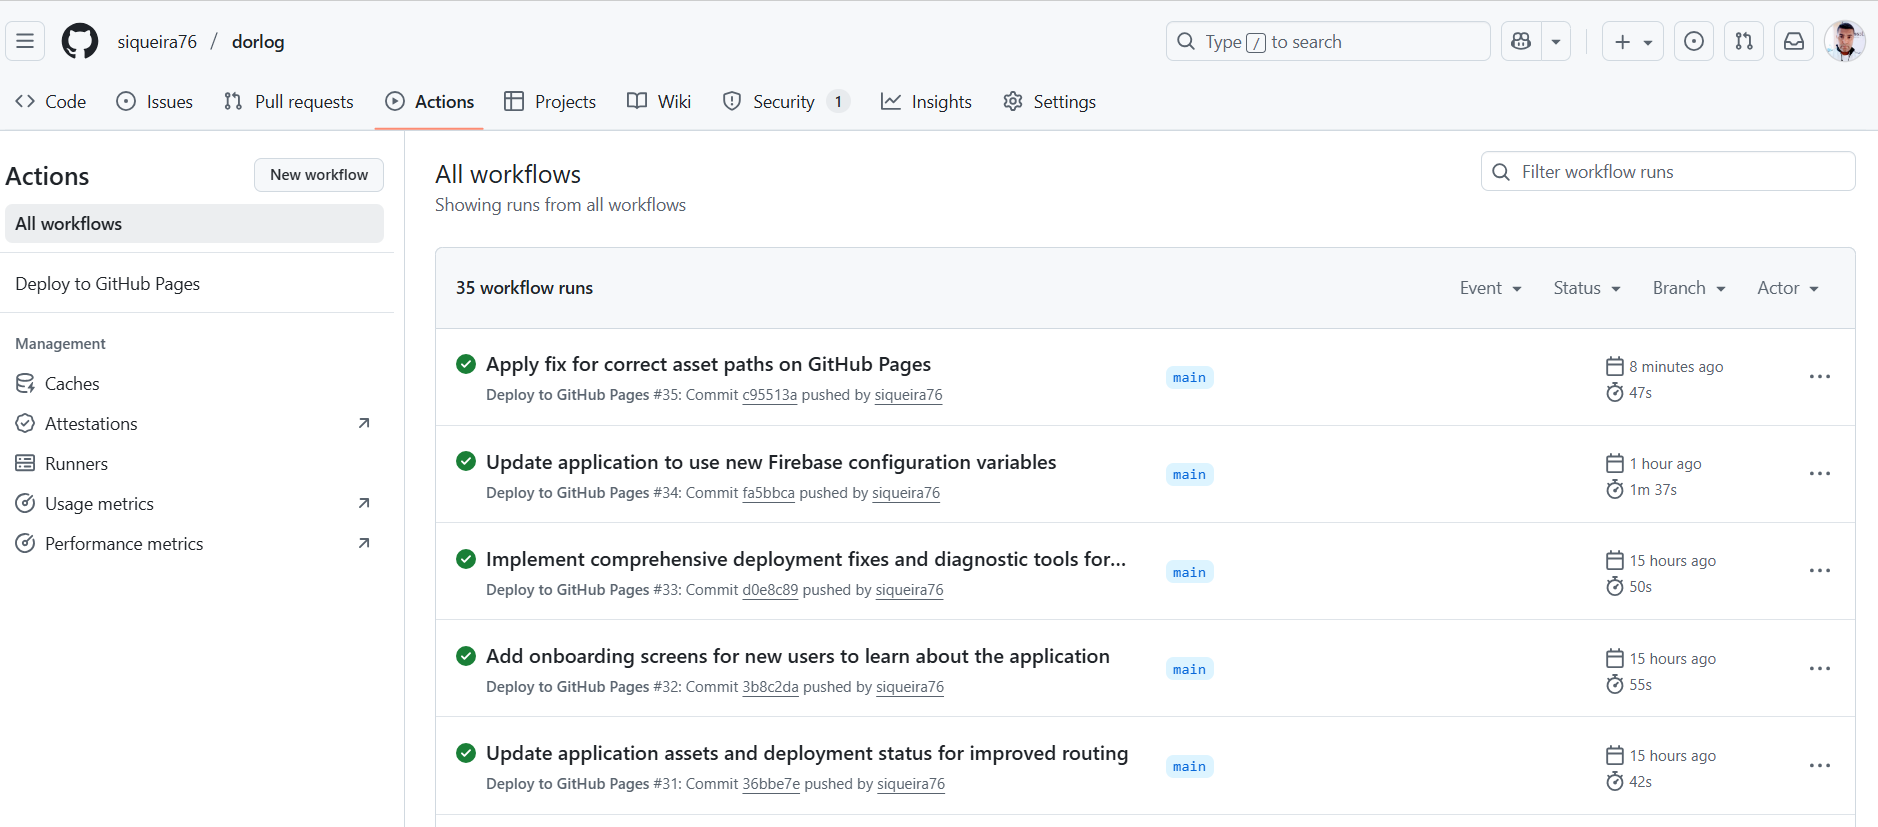 siqueira76 / dorlog
Type / to search
Code Issues Pull requests Actions Projects Wiki Security 1 Insights Settings
Actions
New workflow
All workflows
Deploy to GitHub Pages
Management
Caches
Attestations
Runners
Usage metrics
Performance metrics
All workflows
Showing runs from all workflows
Filter workflow runs
35 workflow runs
Event Status Branch Actor
Apply fix for correct asset paths on GitHub Pages
Deploy to GitHub Pages #35: Commit c95513a pushed by siqueira76
main
8 minutes ago
47s
Update application to use new Firebase configuration variables
Deploy to GitHub Pages #34: Commit fa5bbca pushed by siqueira76
main
1 hour ago
1m 37s
Implement comprehensive deployment fixes and diagnostic tools for...
Deploy to GitHub Pages #33: Commit d0e8c89 pushed by siqueira76
main
15 hours ago
50s
Add onboarding screens for new users to learn about the application
Deploy to GitHub Pages #32: Commit 3b8c2da pushed by siqueira76
main
15 hours ago
55s
Update application assets and deployment status for improved routing
Deploy to GitHub Pages #31: Commit 36bbe7e pushed by siqueira76
main
15 hours ago
42s